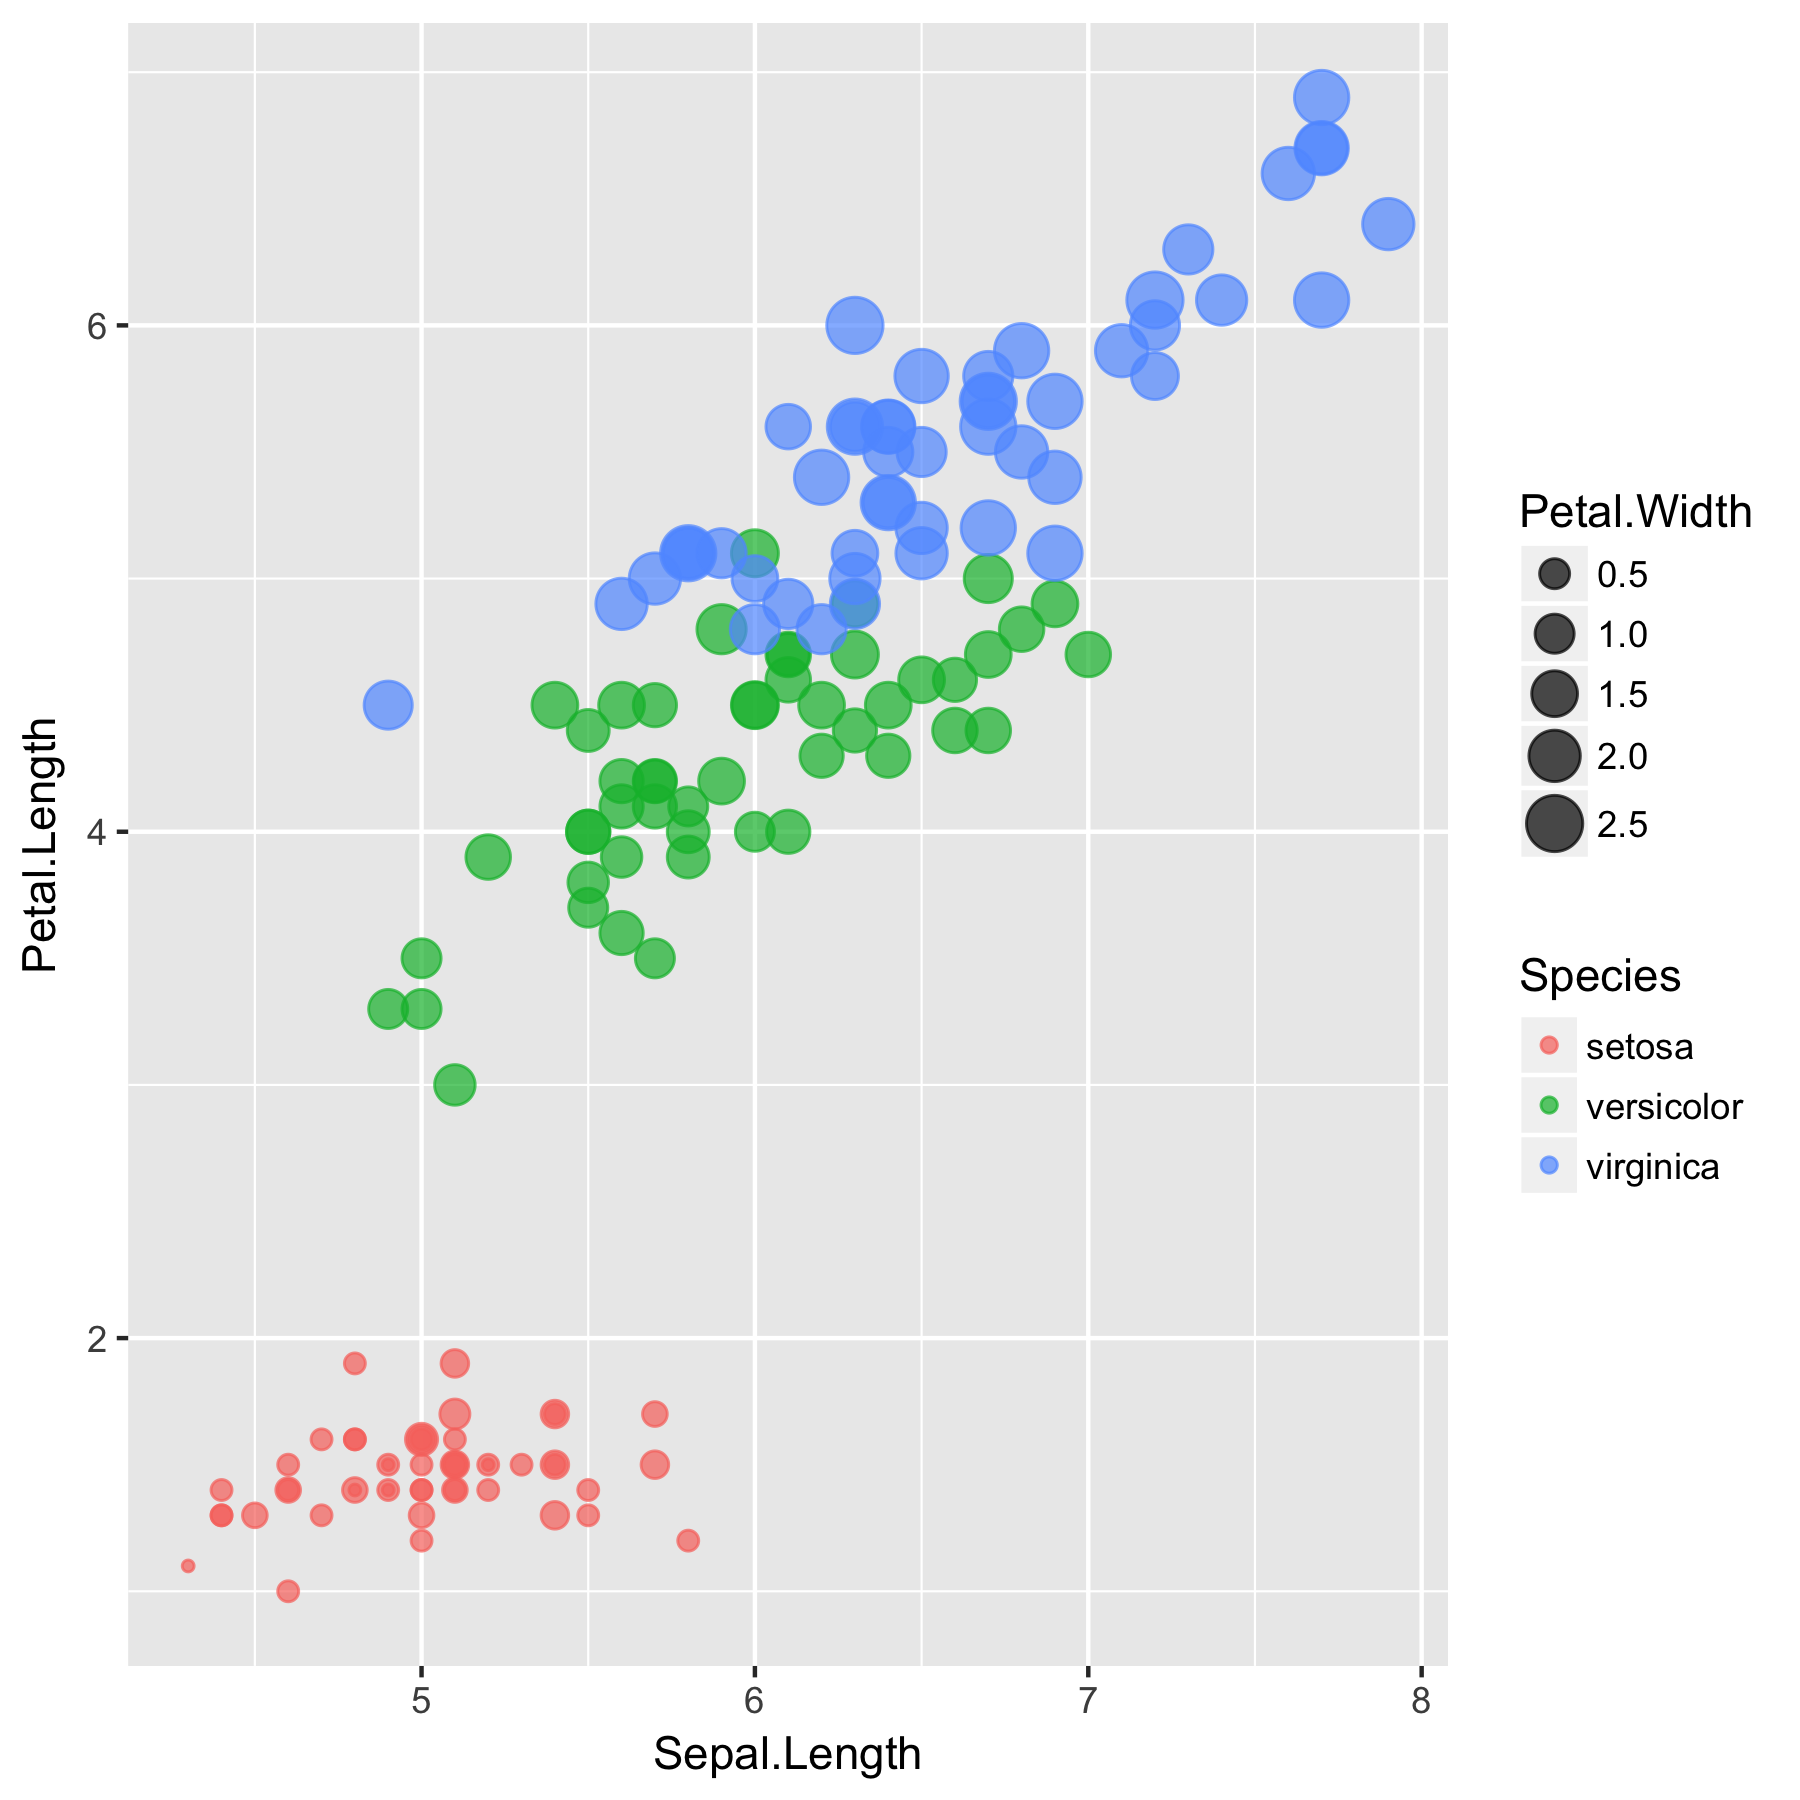 Petal.Length
6
4
2
5 6 7 8
Sepal.Length
Petal.Width
0.5
1.0
1.5
2.0
2.5
Species
setosa
versicolor
virginica